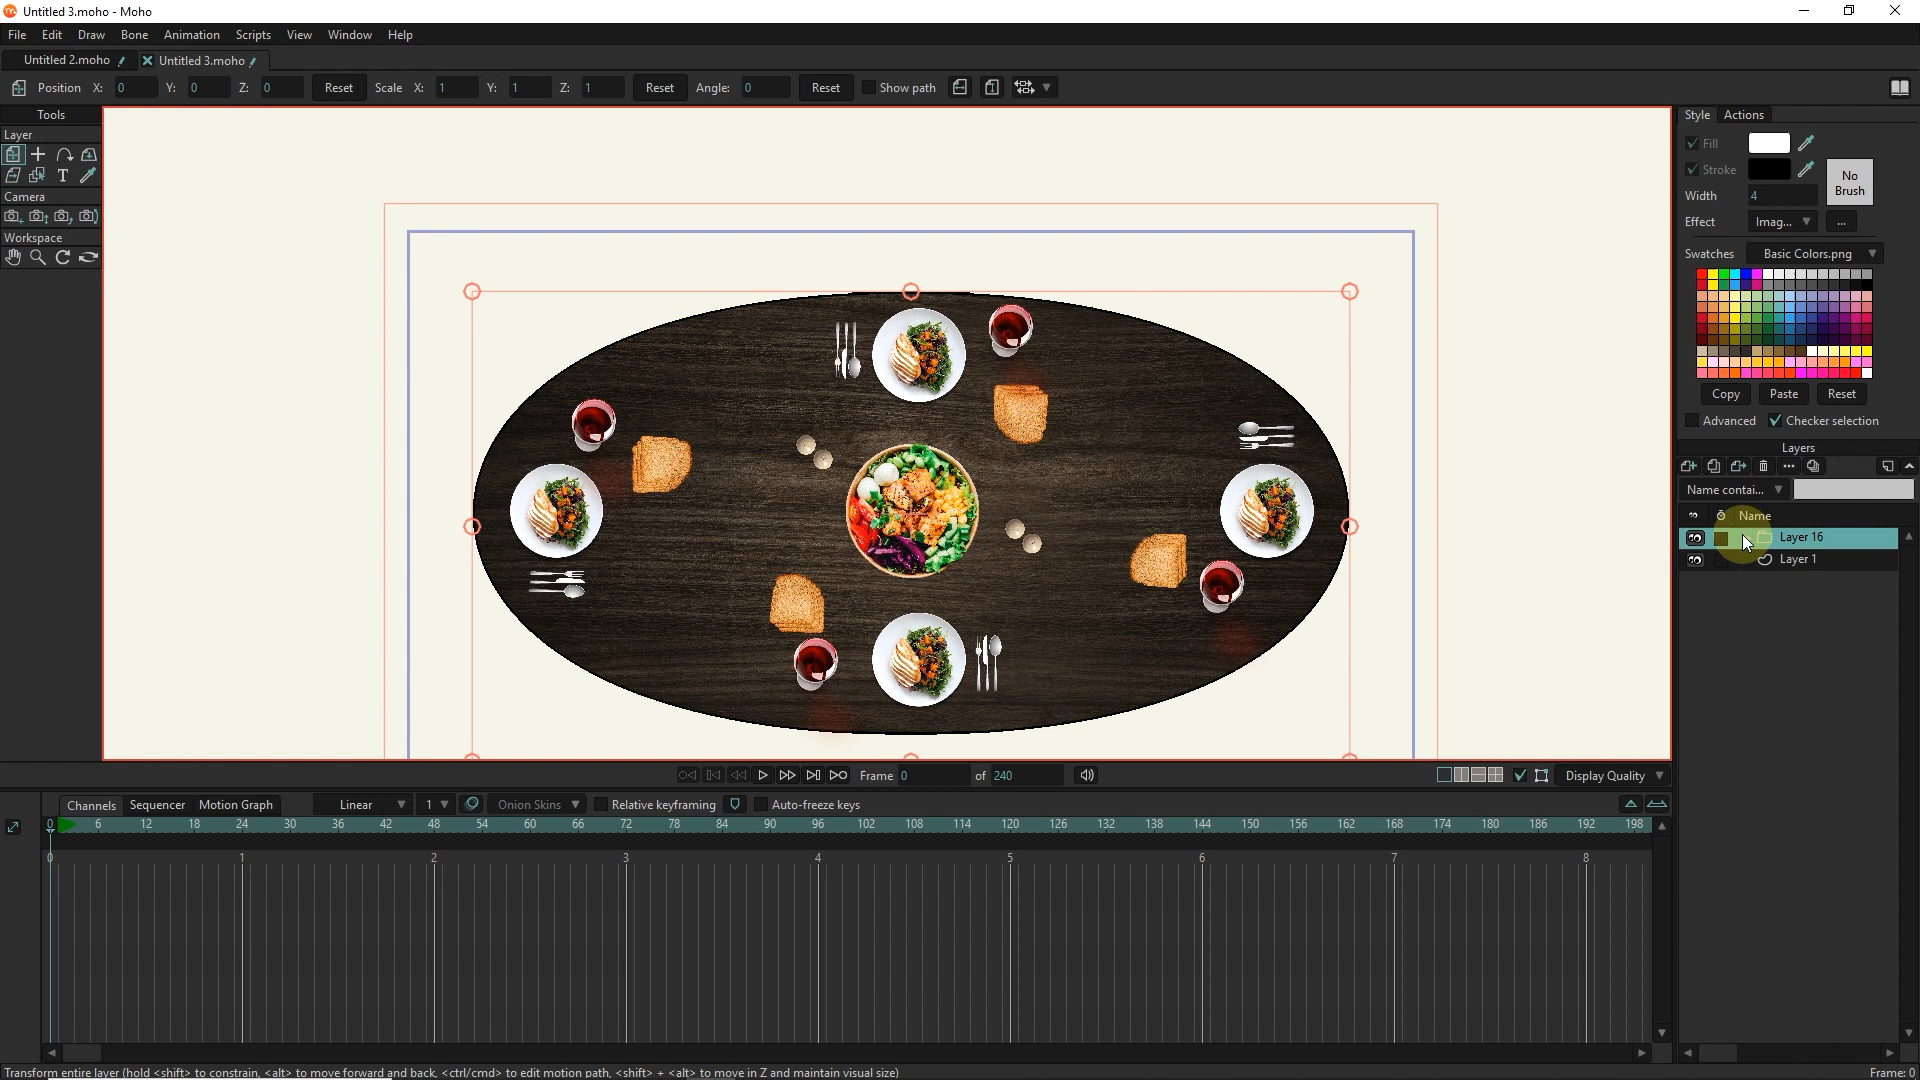 Untitled 3.moho - Moho
File Edit Draw Bone Animation Scripts View Window Help
Untitled 2.moho Untitled 3.moho
Position X: 0 Y: 0 Z: 0 Reset Scale X: 1 Y: 1 Z: 1 Reset Angle: 0 Reset Show path
Tools
Layer
T
Camera
Workspace
Style Actions
Fill
Stroke
No Brush
Width 4
Effect Imag... ...
Swatches Basic Colors.png
Copy Paste Reset
Advanced Checker selection
Layers
Name contai...
Name
Layer 16
Layer 1
Frame 0 of 240 Display Quality
Channels Sequencer Motion Graph Linear 1 Onion Skins Relative keyframing Auto-freeze keys
0 6 12 18 24 30 36 42 48 54 60 66 72 78 84 90 96 102 108 114 120 126 132 138 144 150 156 162 168 174 180 186 192 198
0 1 2 3 4 5 6 7 8
Transform entire layer (hold <shift> to constrain, <alt> to move forward and back, <ctrl/cmd> to edit motion path, <shift> + <alt> to move in Z and maintain visual size) Frame: 0